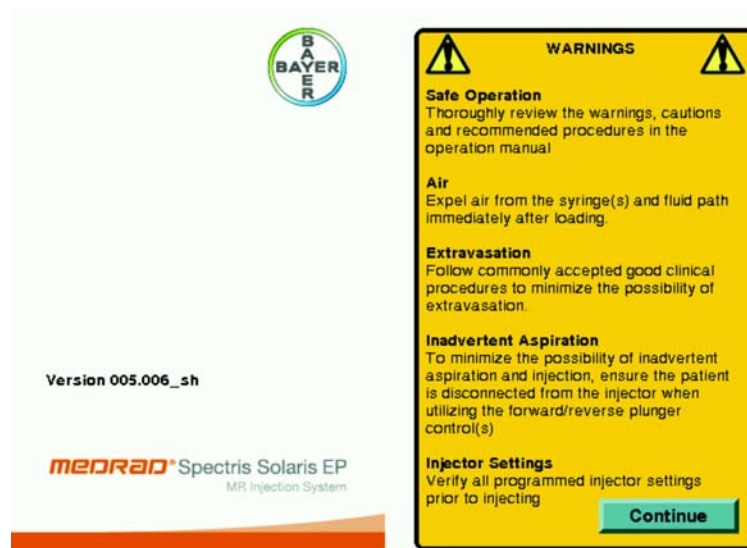 BAYER
BAYER
Version 005.006_sh
MEDRAD® Spectris Solaris EP
MR Injection System
WARNINGS
Safe Operation
Thoroughly review the warnings, cautions
and recommended procedures in the
operation manual
Air
Expel air from the syringe(s) and fluid path
immediately after loading.
Extravasation
Follow commonly accepted good clinical
procedures to minimize the possibility of
extravasation.
Inadvertent Aspiration
To minimize the possibility of inadvertent
aspiration and injection, ensure the patient
is disconnected from the injector when
utilizing the forward/reverse plunger
control(s)
Injector Settings
Verify all programmed injector settings
prior to injecting
Continue